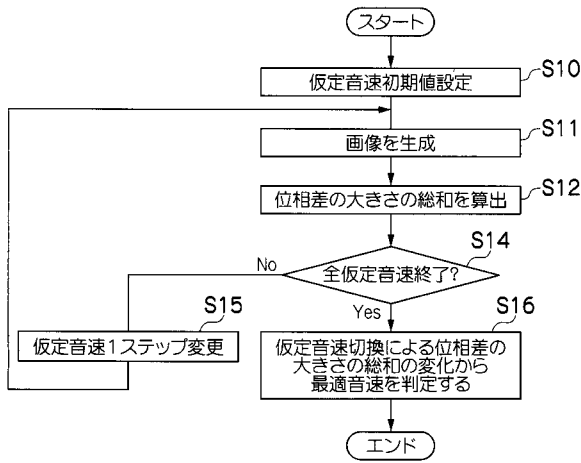 スタート
S10
仮定音速初期値設定
S11
画像を生成
S12
位相差の大きさの総和を算出
S14
全仮定音速終了?
No
Yes
S15
仮定音速1ステップ変更
S16
仮定音速切換による位相差の
大きさの総和の変化から
最適音速を判定する
エンド